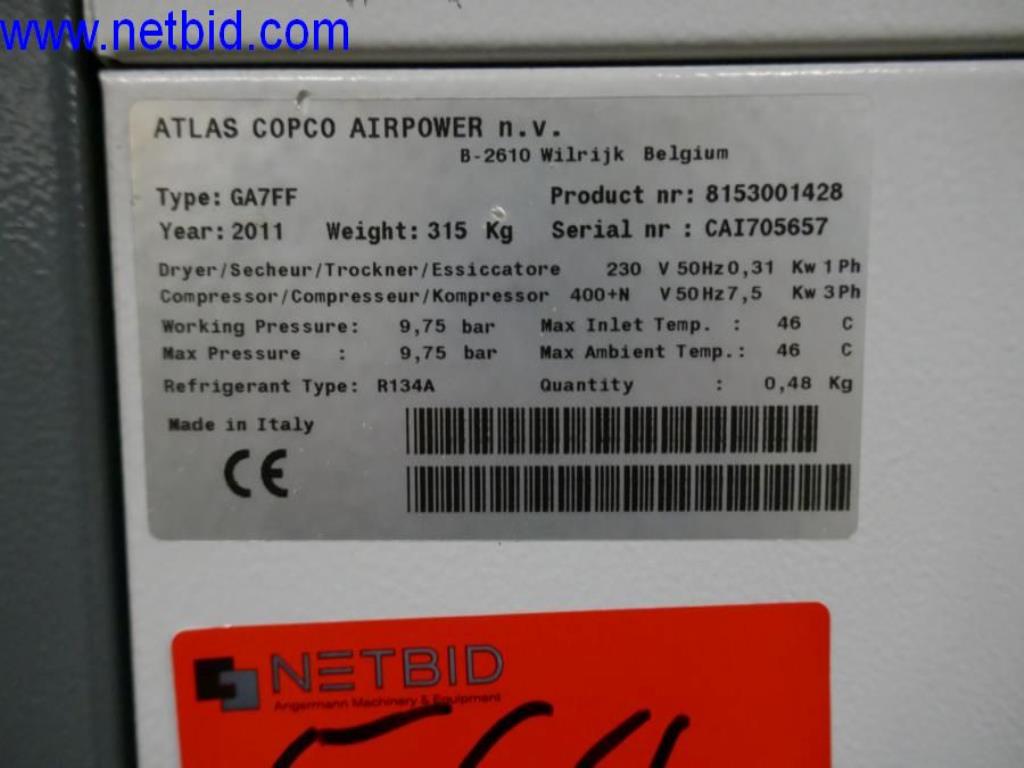 www.netbid.com
ATLAS COPCO AIRPOWER n.v.
B-2610 Wilrijk Belgium
Type: GA7FF Product nr: 8153001428
Year: 2011 Weight: 315 Kg Serial nr : CAI705657
Dryer/Secheur/Trockner/Essiccatore 230 V 50Hz 0,31 Kw 1 Ph
Compressor/Compresseur/Kompressor 400+N V 50Hz 7,5 Kw 3 Ph
Working Pressure: 9,75 bar Max Inlet Temp. : 46 C
Max Pressure : 9,75 bar Max Ambient Temp.: 46 C
Refrigerant Type: R134A Quantity : 0,48 Kg
Made in Italy
CE
NETBID
Angermann Machinery & Equipment